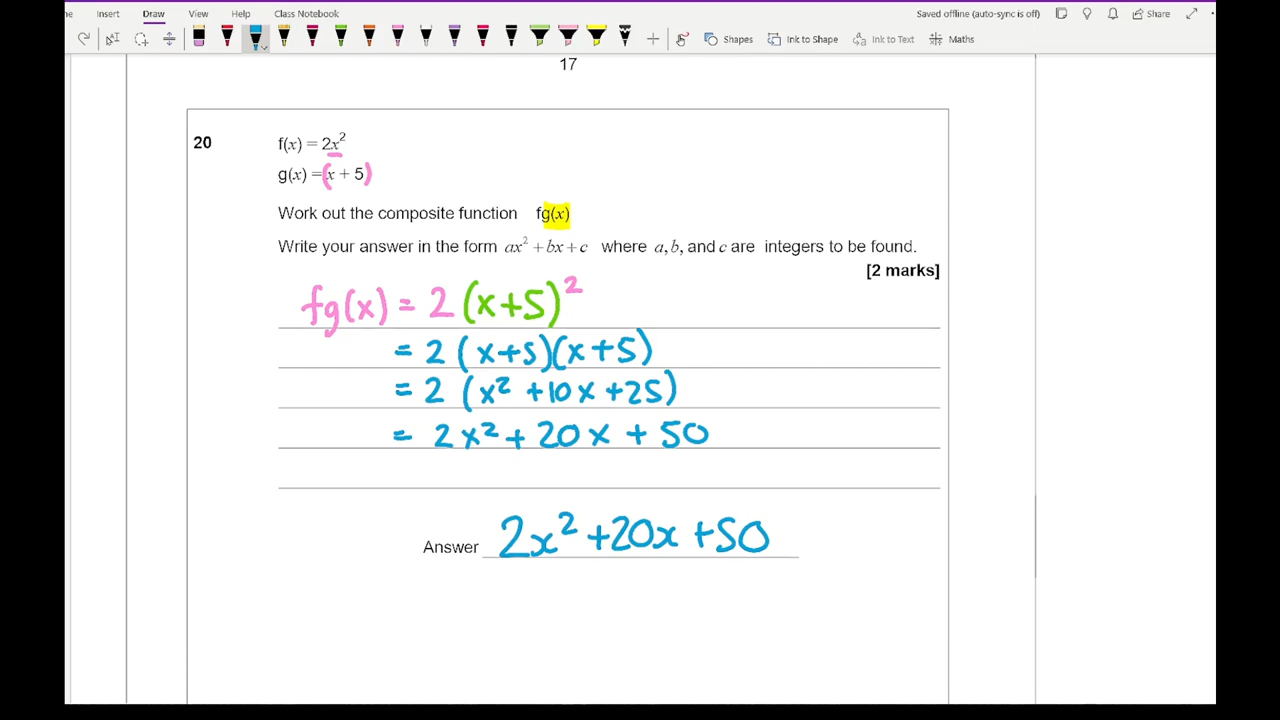 Insert Draw View Help Class Notebook Saved offline (auto-sync is off) Share
Shapes Ink to Shape Ink to Text Maths
17
20 f(x) = 2x²
g(x) = (x + 5)
Work out the composite function fg(x)
Write your answer in the form ax² + bx + c where a, b, and c are integers to be found.
[2 marks]
fg(x) = 2 (x+5)²
= 2 (x+5)(x+5)
= 2 (x² +10x +25)
= 2x² + 20x + 50
Answer 2x² +20x +50